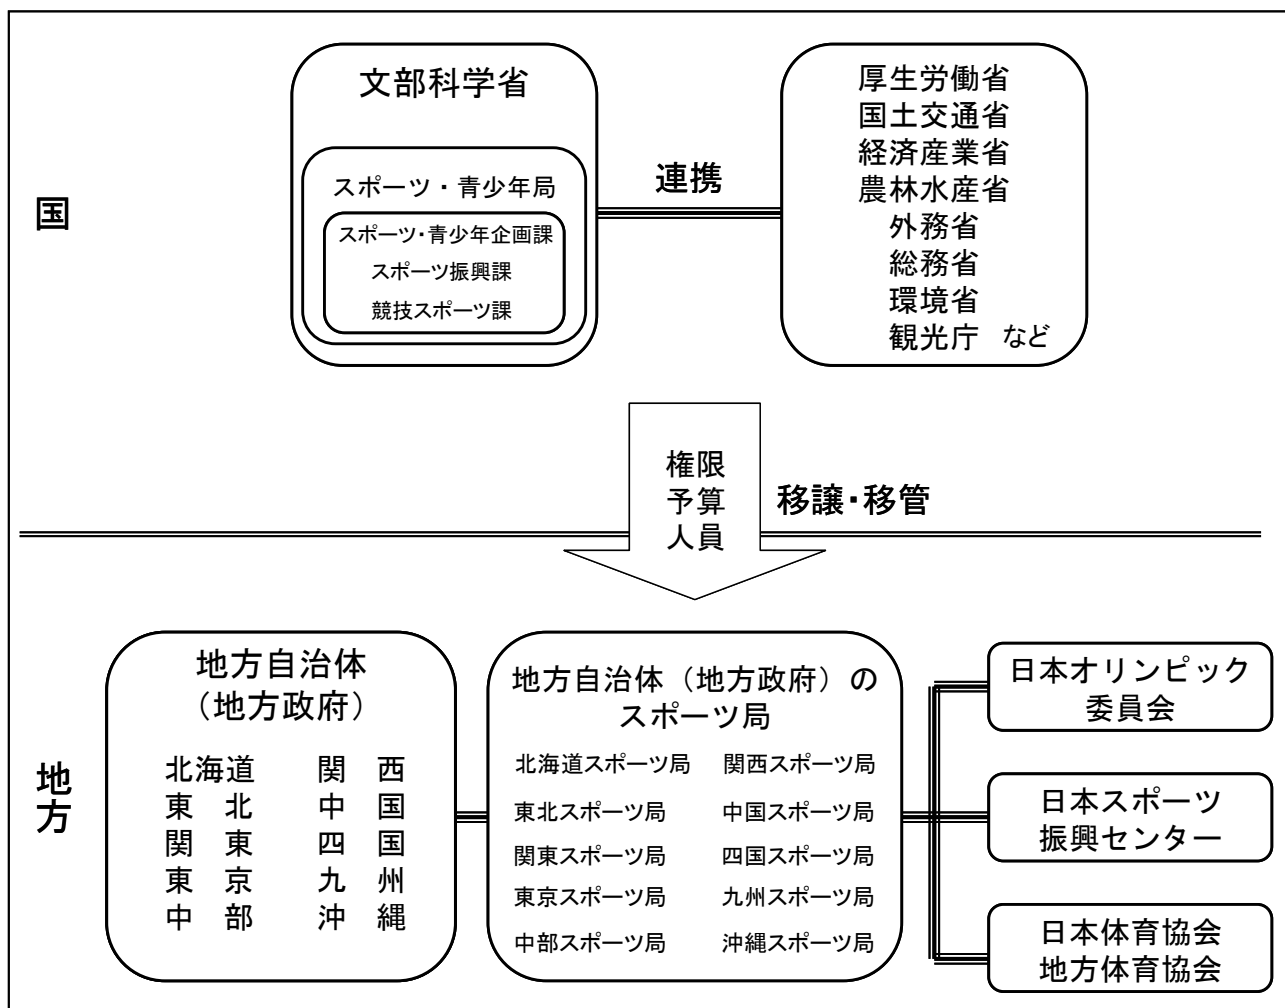 国
文部科学省
スポーツ・青少年局
スポーツ・青少年企画課
スポーツ振興課
競技スポーツ課
連携
厚生労働省
国土交通省
経済産業省
農林水産省
外務省
総務省
環境省
観光庁 など
権限
予算
人員
移譲・移管
地方
地方自治体
（地方政府）
北海道 関 西
東 北 中 国
関 東 四 国
東 京 九 州
中 部 沖 縄
地方自治体（地方政府）の
スポーツ局
北海道スポーツ局 関西スポーツ局
東北スポーツ局 中国スポーツ局
関東スポーツ局 四国スポーツ局
東京スポーツ局 九州スポーツ局
中部スポーツ局 沖縄スポーツ局
日本オリンピック
委員会
日本スポーツ
振興センター
日本体育協会
地方体育協会